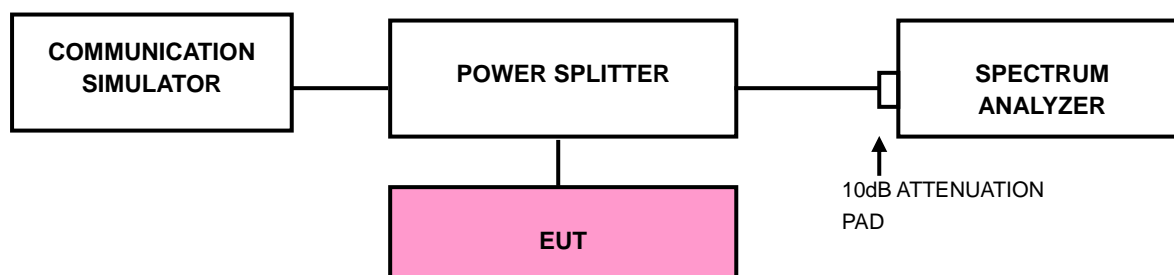 COMMUNICATION
SIMULATOR
POWER SPLITTER
SPECTRUM
ANALYZER
10dB ATTENUATION
PAD
EUT